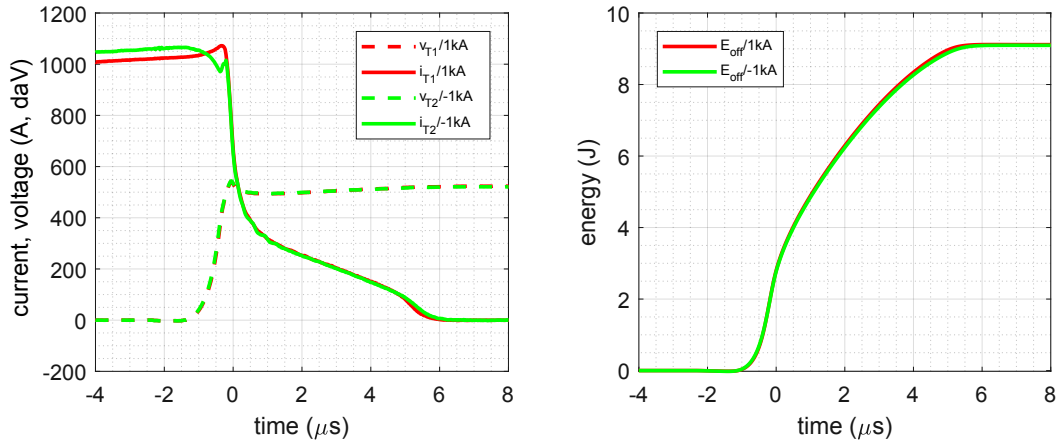 1200
1000
800
600
400
200
0
-200
-4
-2
0
2
4
6
8
time (μs)
current, voltage (A, daV)
v_T1/1kA
i_T1/1kA
v_T2/-1kA
i_T2/-1kA
10
8
6
4
2
0
-4
-2
0
2
4
6
8
time (μs)
energy (J)
E_off/1kA
E_off/-1kA